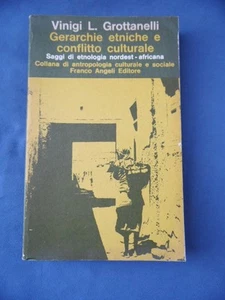 Vinigi L. Grottanelli
Gerarchie etniche e
conflitto culturale
Saggi di etnologia nordest-africana
Collana di antropologia culturale e sociale
Franco Angeli Editore